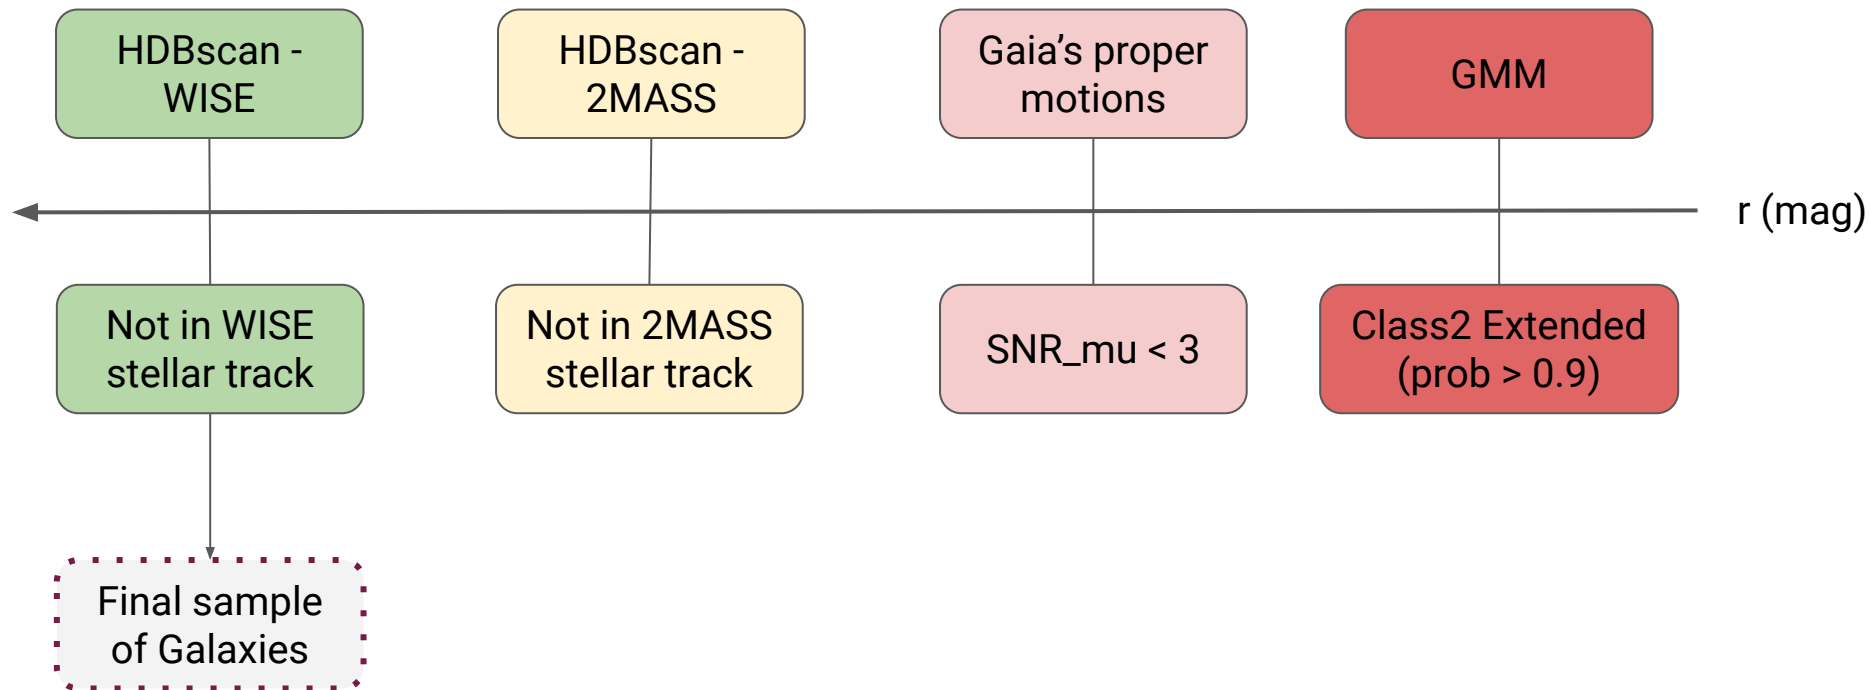 HDBscan -
WISE
HDBscan -
2MASS
Gaia’s proper
motions
GMM
r (mag)
Not in WISE
stellar track
Not in 2MASS
stellar track
SNR_mu < 3
Class2 Extended
(prob > 0.9)
Final sample
of Galaxies